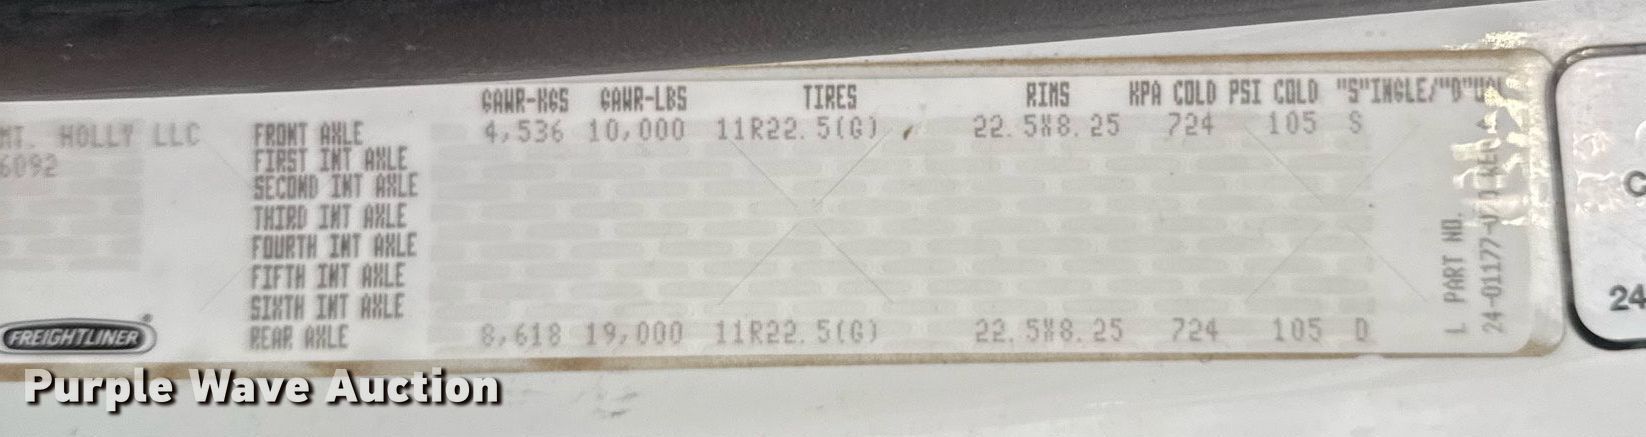 GAWR-KGS GAWR-LBS TIRES RIMS KPA COLD PSI COLD "S"INGLE/"D"UAL
MT. HOLLY LLC
6092
FRONT AXLE 4,536 10,000 11R22.5(G) 22.5X8.25 724 105 S
FIRST INT AXLE
SECOND INT AXLE
THIRD INT AXLE
FOURTH INT AXLE
FIFTH INT AXLE
SIXTH INT AXLE
REAR AXLE 8,618 19,000 11R22.5(G) 22.5X8.25 724 105 D
FREIGHTLINER
L PART NO.
24-01177
C
24
Purple Wave Auction